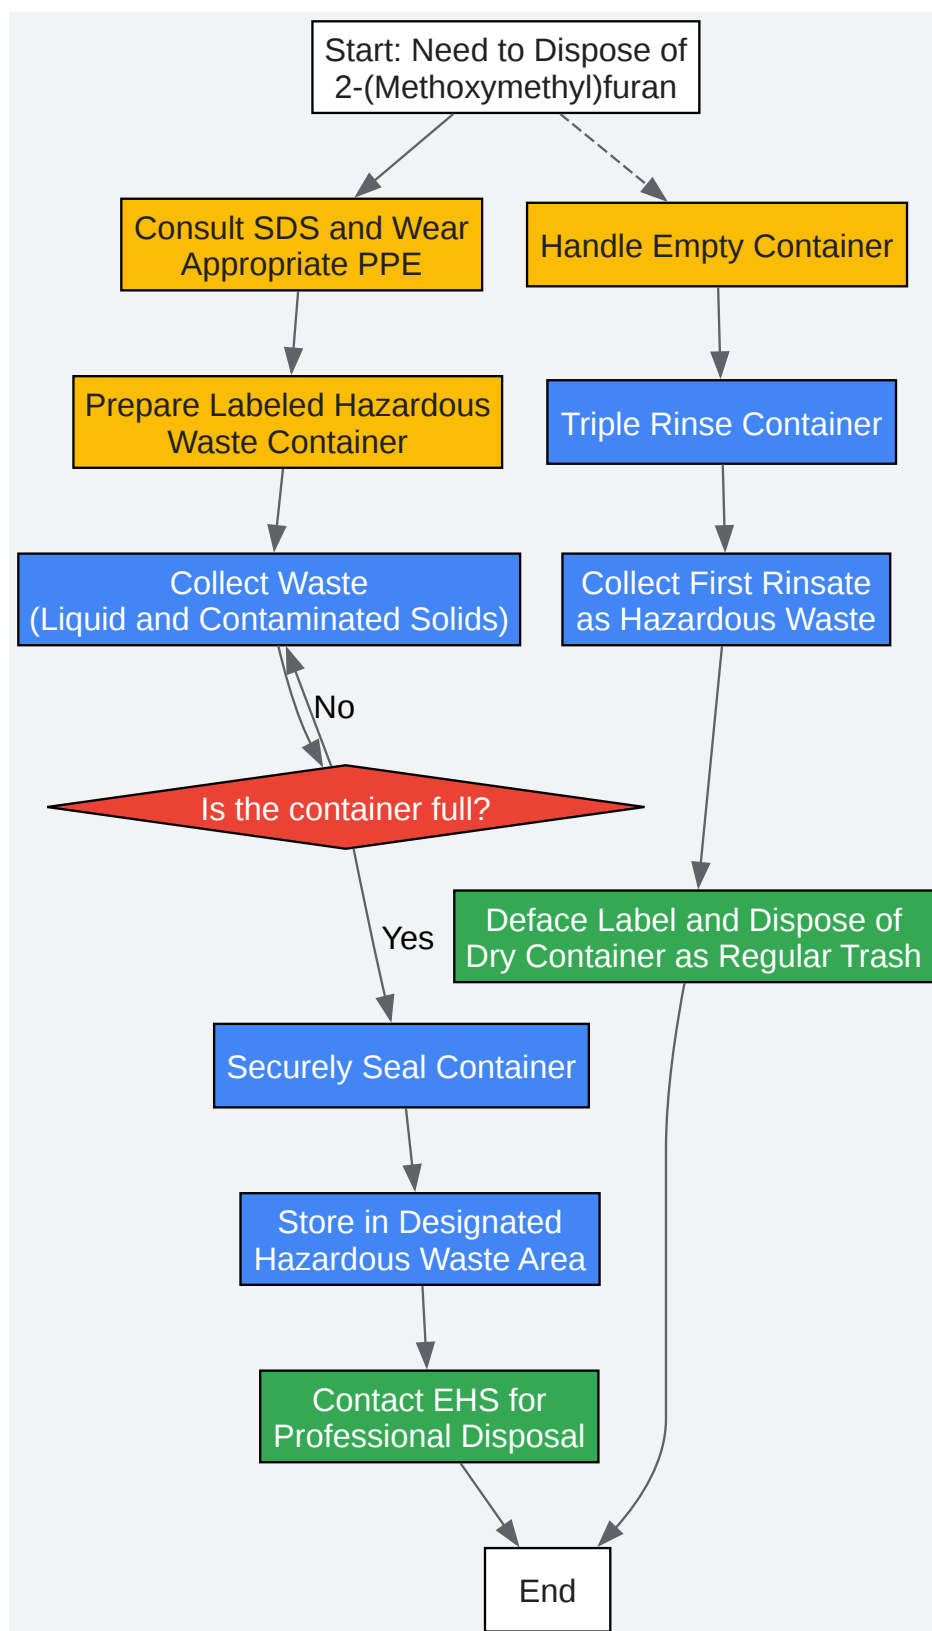 Start: Need to Dispose of
2-(Methoxymethyl)furan
Consult SDS and Wear
Appropriate PPE
Handle Empty Container
Prepare Labeled Hazardous
Waste Container
Triple Rinse Container
Collect Waste
(Liquid and Contaminated Solids)
Collect First Rinsate
as Hazardous Waste
No
Is the container full?
Yes
Deface Label and Dispose of
Dry Container as Regular Trash
Securely Seal Container
Store in Designated
Hazardous Waste Area
Contact EHS for
Professional Disposal
End